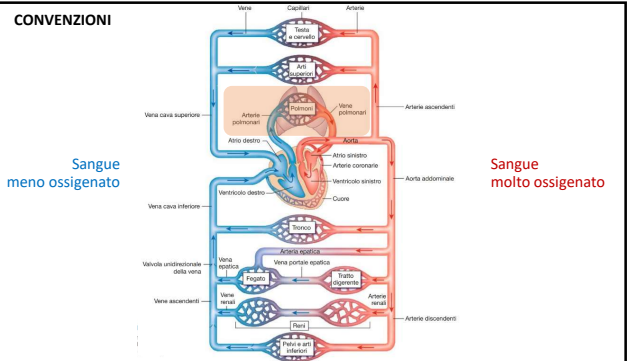 CONVENZIONI
Vene
Capillari
Arterie
Testa
e cervello
Arti
superiori
Polmoni
Arterie
polmonari
Vene
polmonari
Vena cava superiore
Arterie ascendenti
Atrio destro
Aorta
Atrio sinistro
Arterie coronarie
Sangue
meno ossigenato
Sangue
molto ossigenato
Ventricolo sinistro
Aorta addominale
Ventricolo destro
Cuore
Vena cava inferiore
Tronco
Arteria epatica
Valvola unidirezionale
della vena
Vena
epatica
Vena portale epatica
Fegato
Tratto
digerente
Vene ascendenti
Vene
renali
Arterie
renali
Reni
Arterie discendenti
Pelvi e arti
inferiori